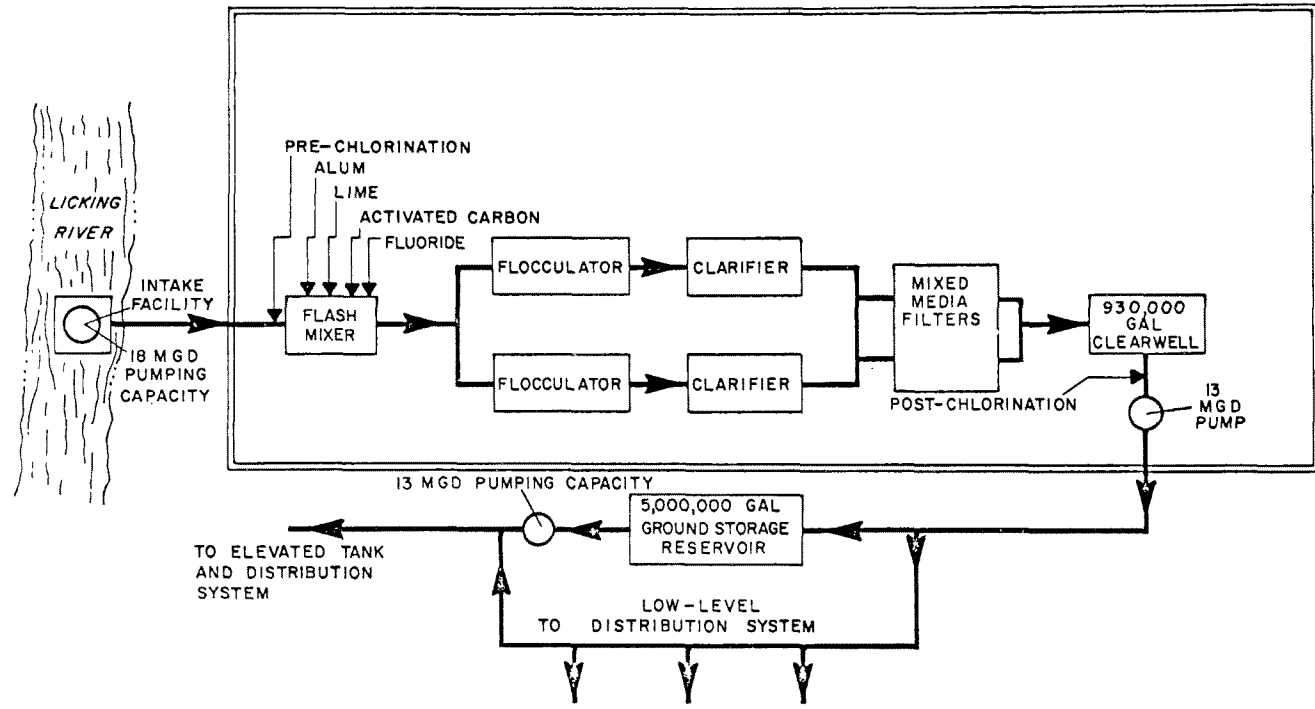 PRE-CHLORINATION
ALUM
LIME
ACTIVATED CARBON
FLUORIDE
LICKING
RIVER
INTAKE
FACILITY
18 MGD
PUMPING
CAPACITY
FLASH
MIXER
FLOCCULATOR
CLARIFIER
FLOCCULATOR
CLARIFIER
MIXED
MEDIA
FILTERS
930,000
GAL
CLEARWELL
POST-CHLORINATION
13
MGD
PUMP
13 MGD PUMPING CAPACITY
5,000,000 GAL
GROUND STORAGE
RESERVOIR
TO ELEVATED TANK
AND DISTRIBUTION
SYSTEM
LOW-LEVEL
TO DISTRIBUTION SYSTEM